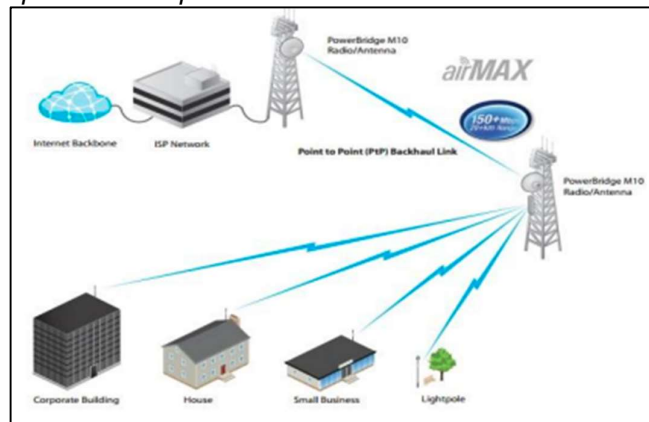 PowerBridge M10
Radio/Antenna
airMAX
Internet Backbone
ISP Network
150+Mbps
Point to Point (PtP) Backhaul Link
PowerBridge M10
Radio/Antenna
Corporate Building
House
Small Business
Lightpole